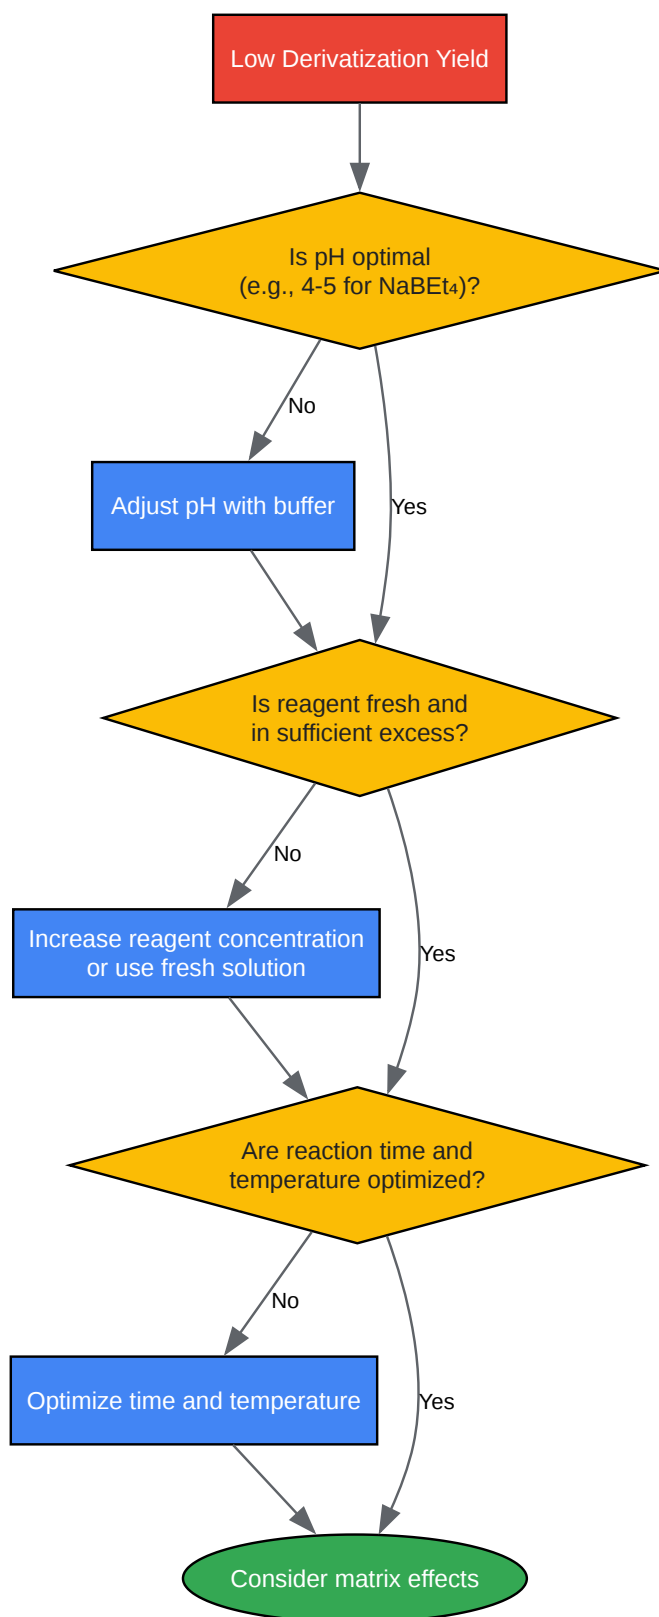 Low Derivatization Yield
Is pH optimal
(e.g., 4-5 for NaBEt₄)?
No
Adjust pH with buffer
Yes
Is reagent fresh and
in sufficient excess?
No
Increase reagent concentration
or use fresh solution
Yes
Are reaction time and
temperature optimized?
No
Optimize time and temperature
Yes
Consider matrix effects